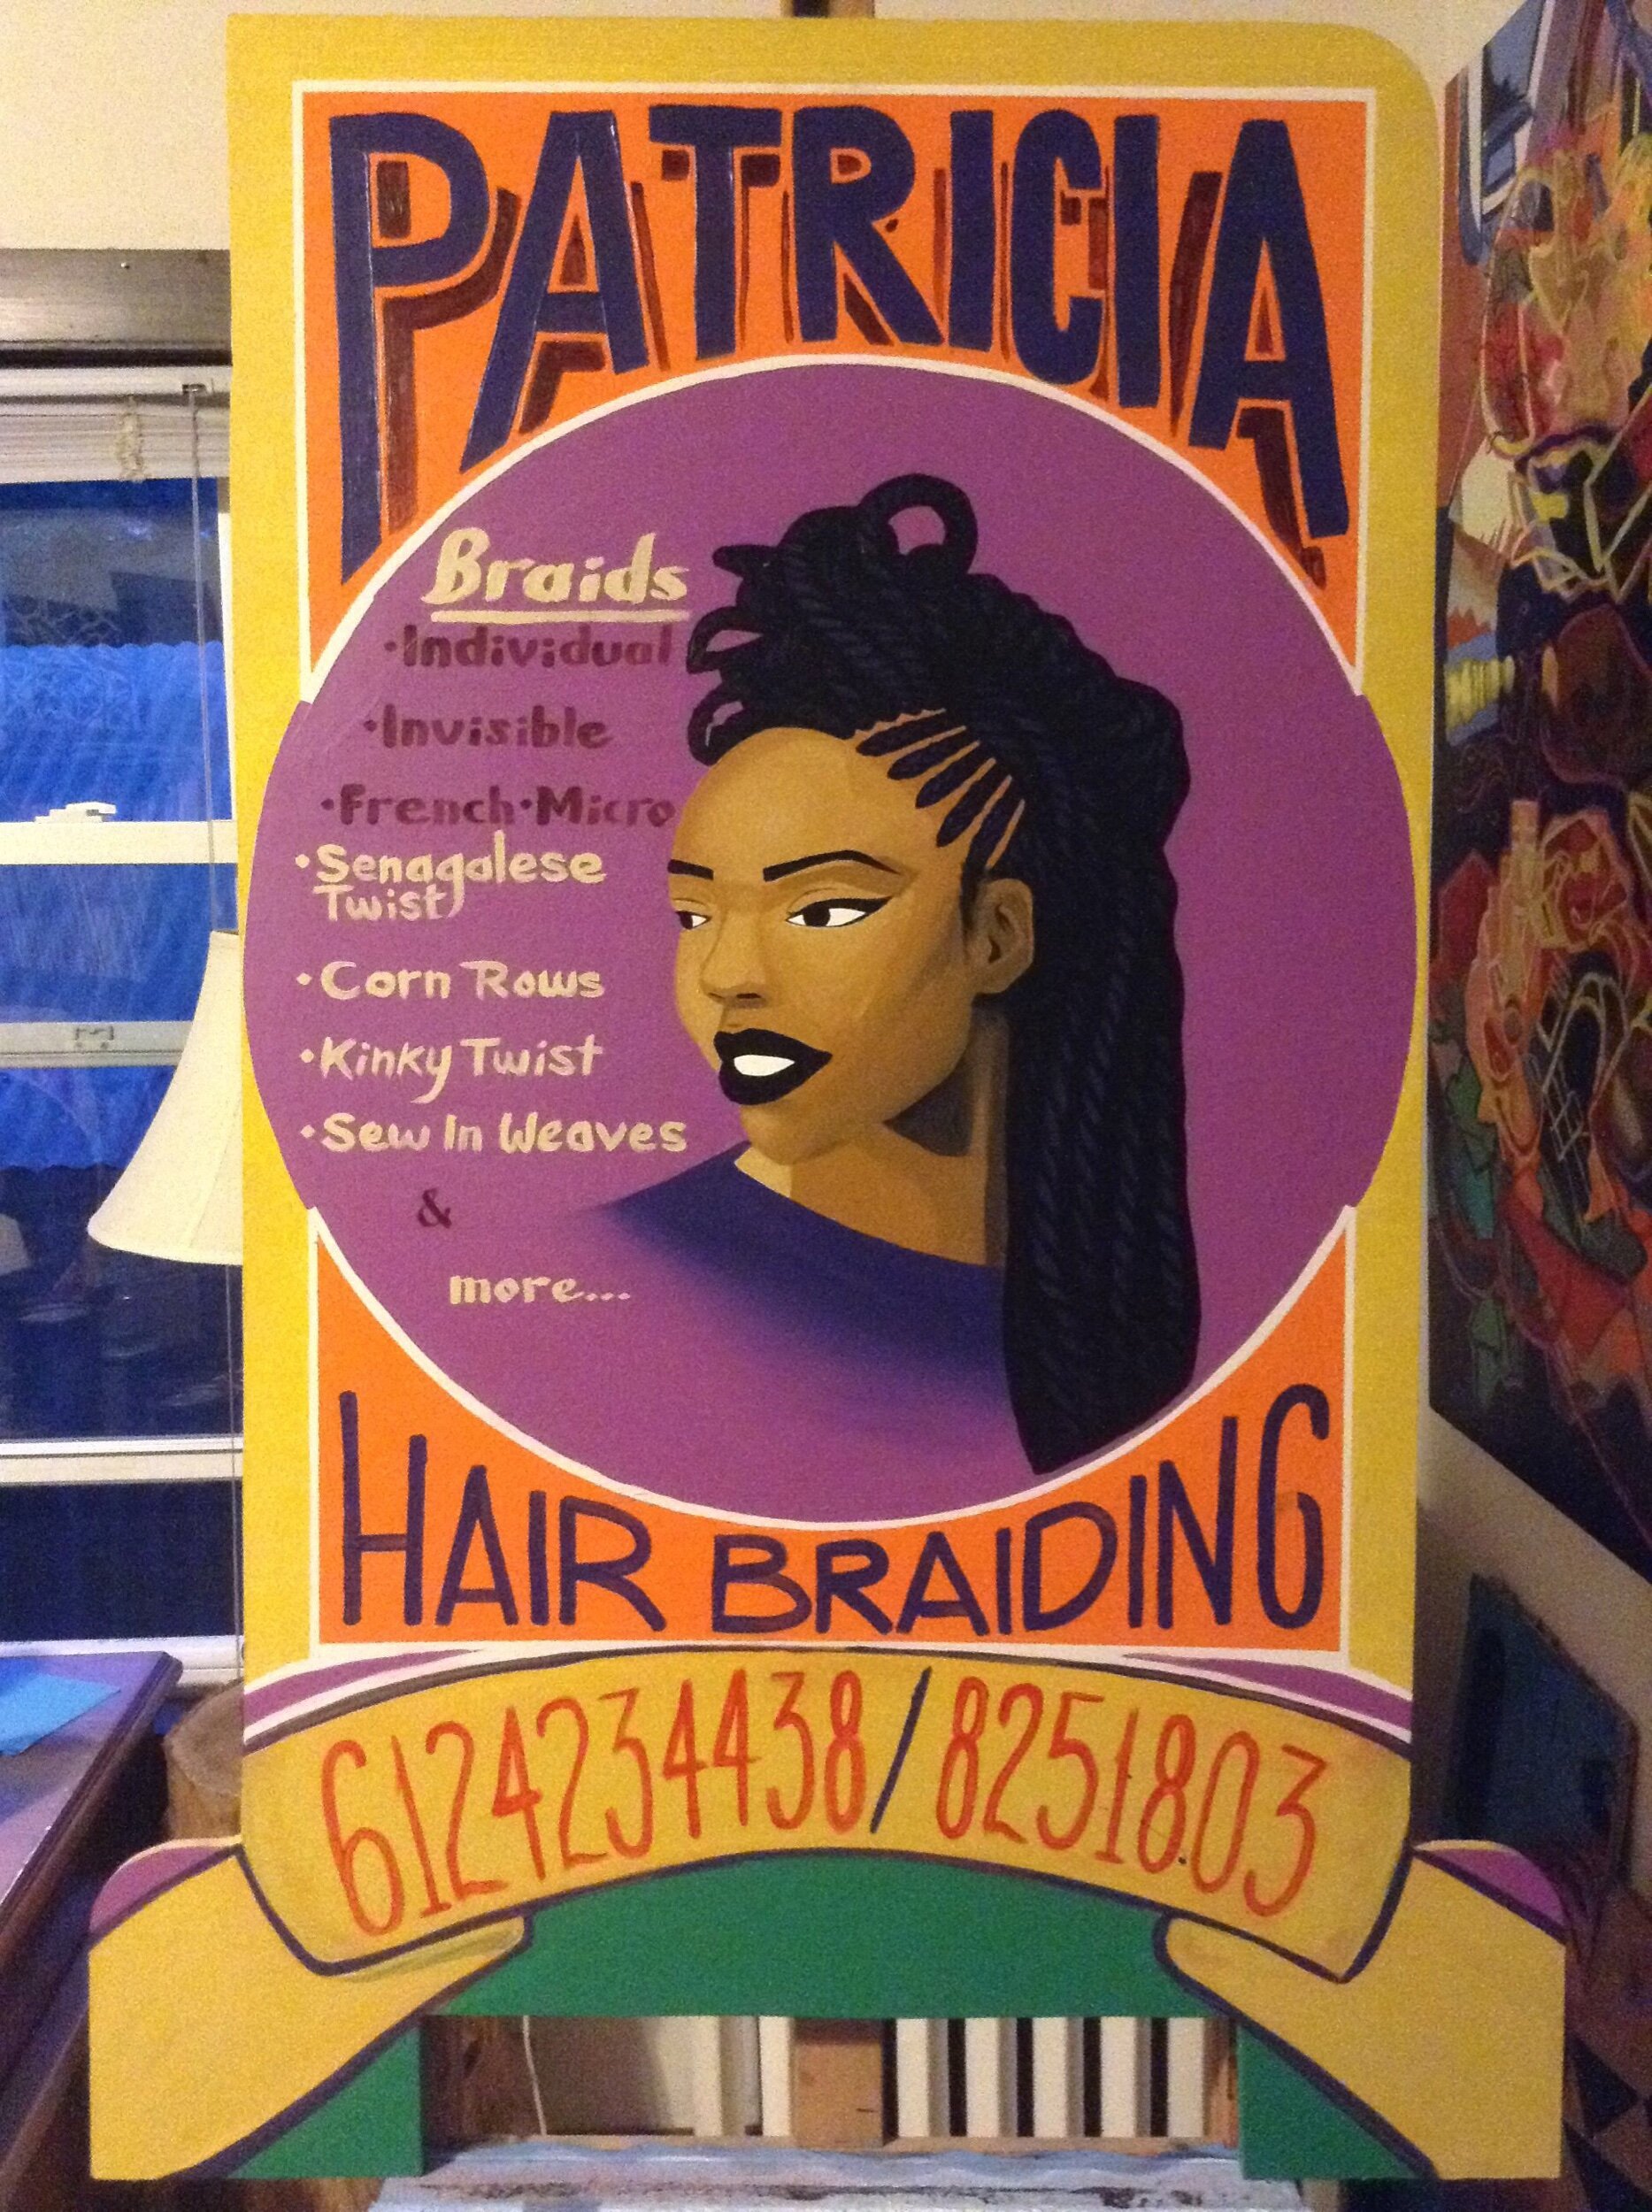 PATRICIA
Braids
•Individual
•Invisible
•French•Micro
•Senagalese
Twist
•Corn Rows
•Kinky Twist
•Sew In Weaves
&
more...
HAIR BRAIDING
6124234438/8251803